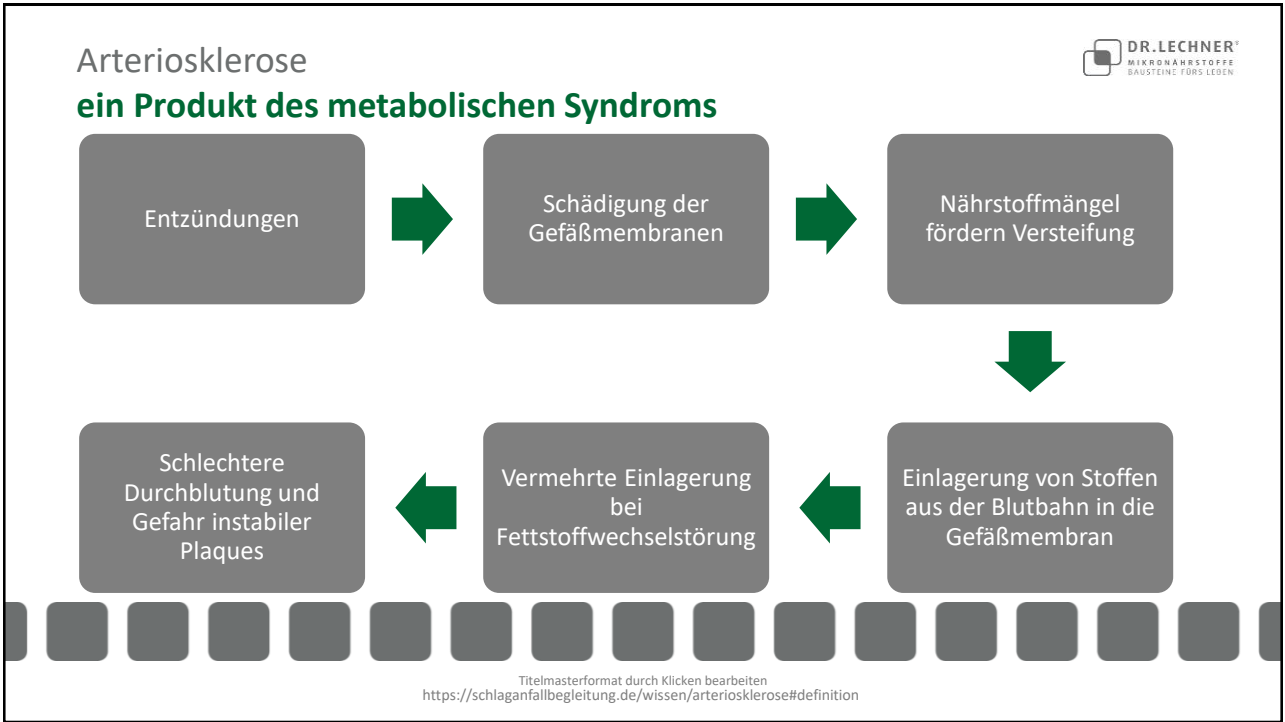 Arteriosklerose
ein Produkt des metabolischen Syndroms
DR.LECHNER®
MIKRONÄHRSTOFFE
BAUSTEINE FÜRS LEBEN
Entzündungen
Schädigung der
Gefäßmembranen
Nährstoffmängel
fördern Versteifung
Einlagerung von Stoffen
aus der Blutbahn in die
Gefäßmembran
Vermehrte Einlagerung
bei
Fettstoffwechselstörung
Schlechtere
Durchblutung und
Gefahr instabiler
Plaques
Titelmasterformat durch Klicken bearbeiten
https://schlaganfallbegleitung.de/wissen/arteriosklerose#definition